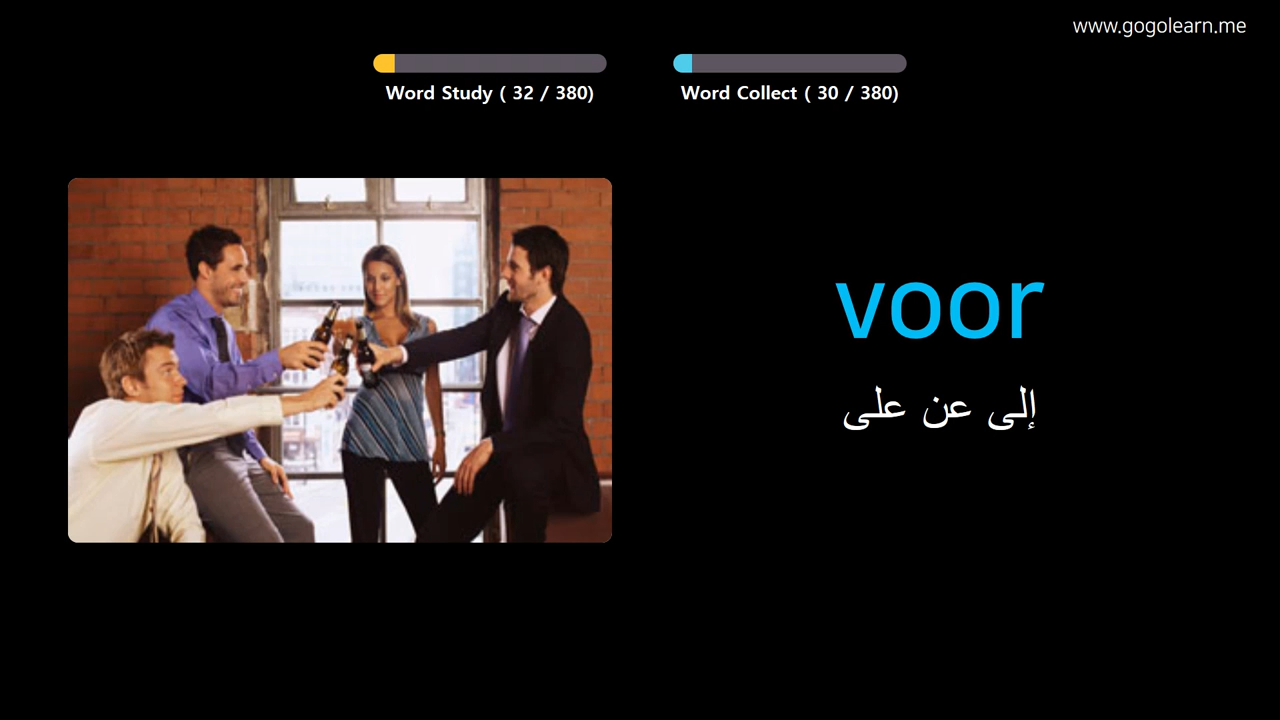 www.gogolearn.me
Word Study ( 32 / 380)
Word Collect ( 30 / 380)
voor
إلى عن على